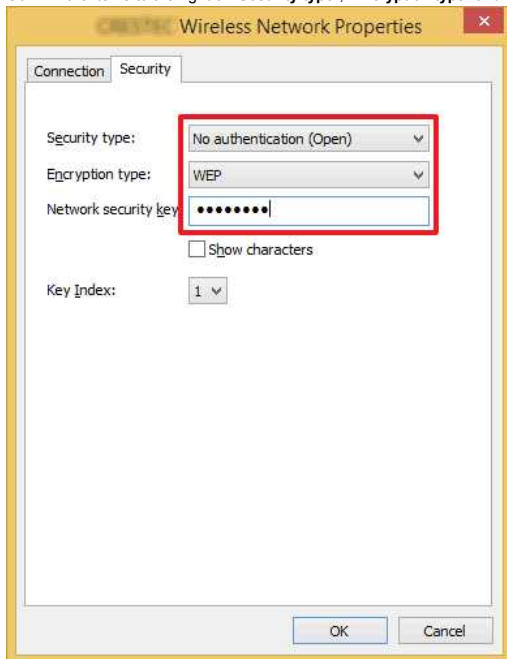 Wireless Network Properties
Connection Security
Security type: No authentication (Open)
Encryption type: WEP
Network security key ●●●●●●●●
Show characters
Key Index: 1
OK Cancel